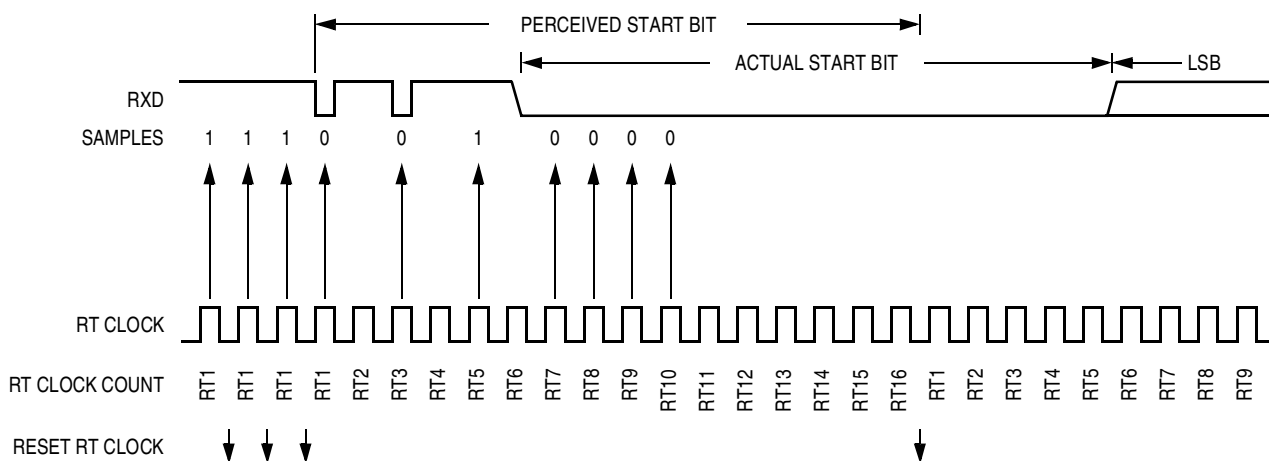 PERCEIVED START BIT
ACTUAL START BIT
LSB
RXD
SAMPLES 1 1 1 0 0 1 0 0 0 0
RT CLOCK
RT CLOCK COUNT RT1 RT1 RT1 RT1 RT2 RT3 RT4 RT5 RT6 RT7 RT8 RT9 RT10 RT11 RT12 RT13 RT14 RT15 RT16 RT1 RT2 RT3 RT4 RT5 RT6 RT7 RT8 RT9
RESET RT CLOCK